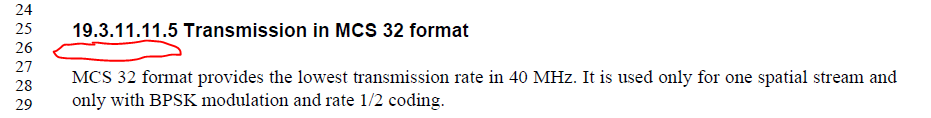 24
25 19.3.11.11.5 Transmission in MCS 32 format
26
27 MCS 32 format provides the lowest transmission rate in 40 MHz. It is used only for one spatial stream and
28 only with BPSK modulation and rate 1/2 coding.
29